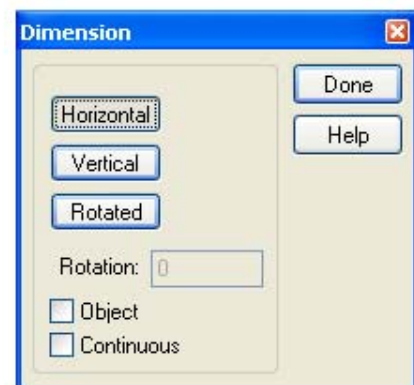 Dimension
Horizontal
Vertical
Rotated
Rotation: 0
Object
Continuous
Done
Help